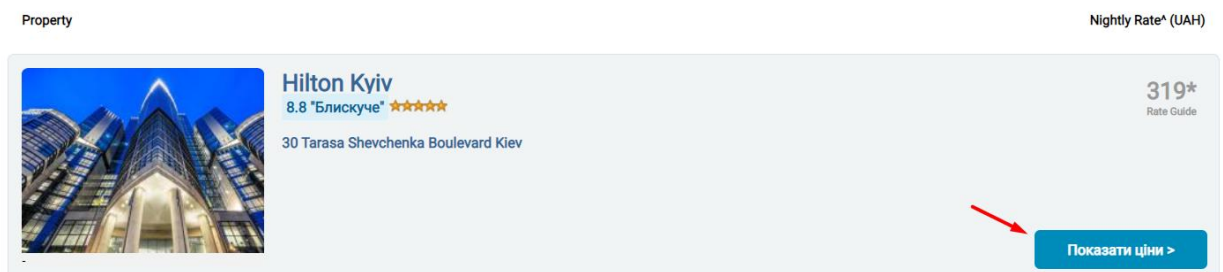 Property
Nightly Rate^ (UAH)
Hilton Kyiv
8.8 "Блискуче"
319*
Rate Guide
30 Tarasa Shevchenka Boulevard Kiev
Показати ціни >
-